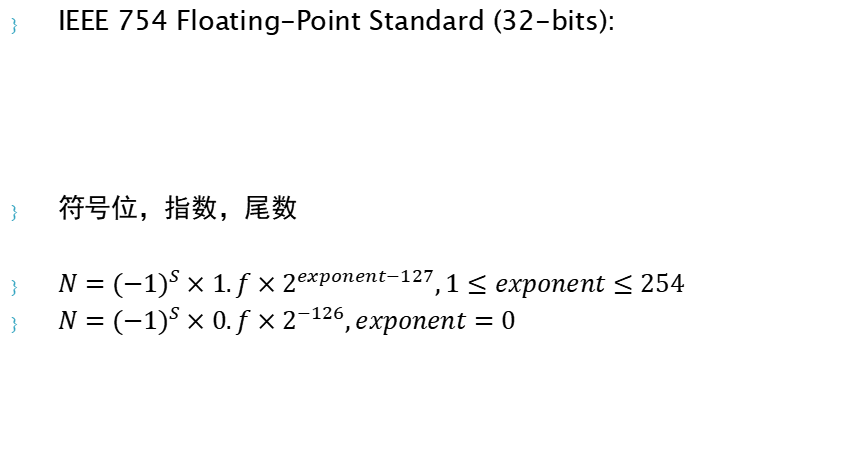 IEEE 754 Floating-Point Standard (32-bits):
符号位，指数，尾数
N = (−1)^S × 1.f × 2^{exponent−127}, 1 ≤ exponent ≤ 254
N = (−1)^S × 0.f × 2^{−126}, exponent = 0